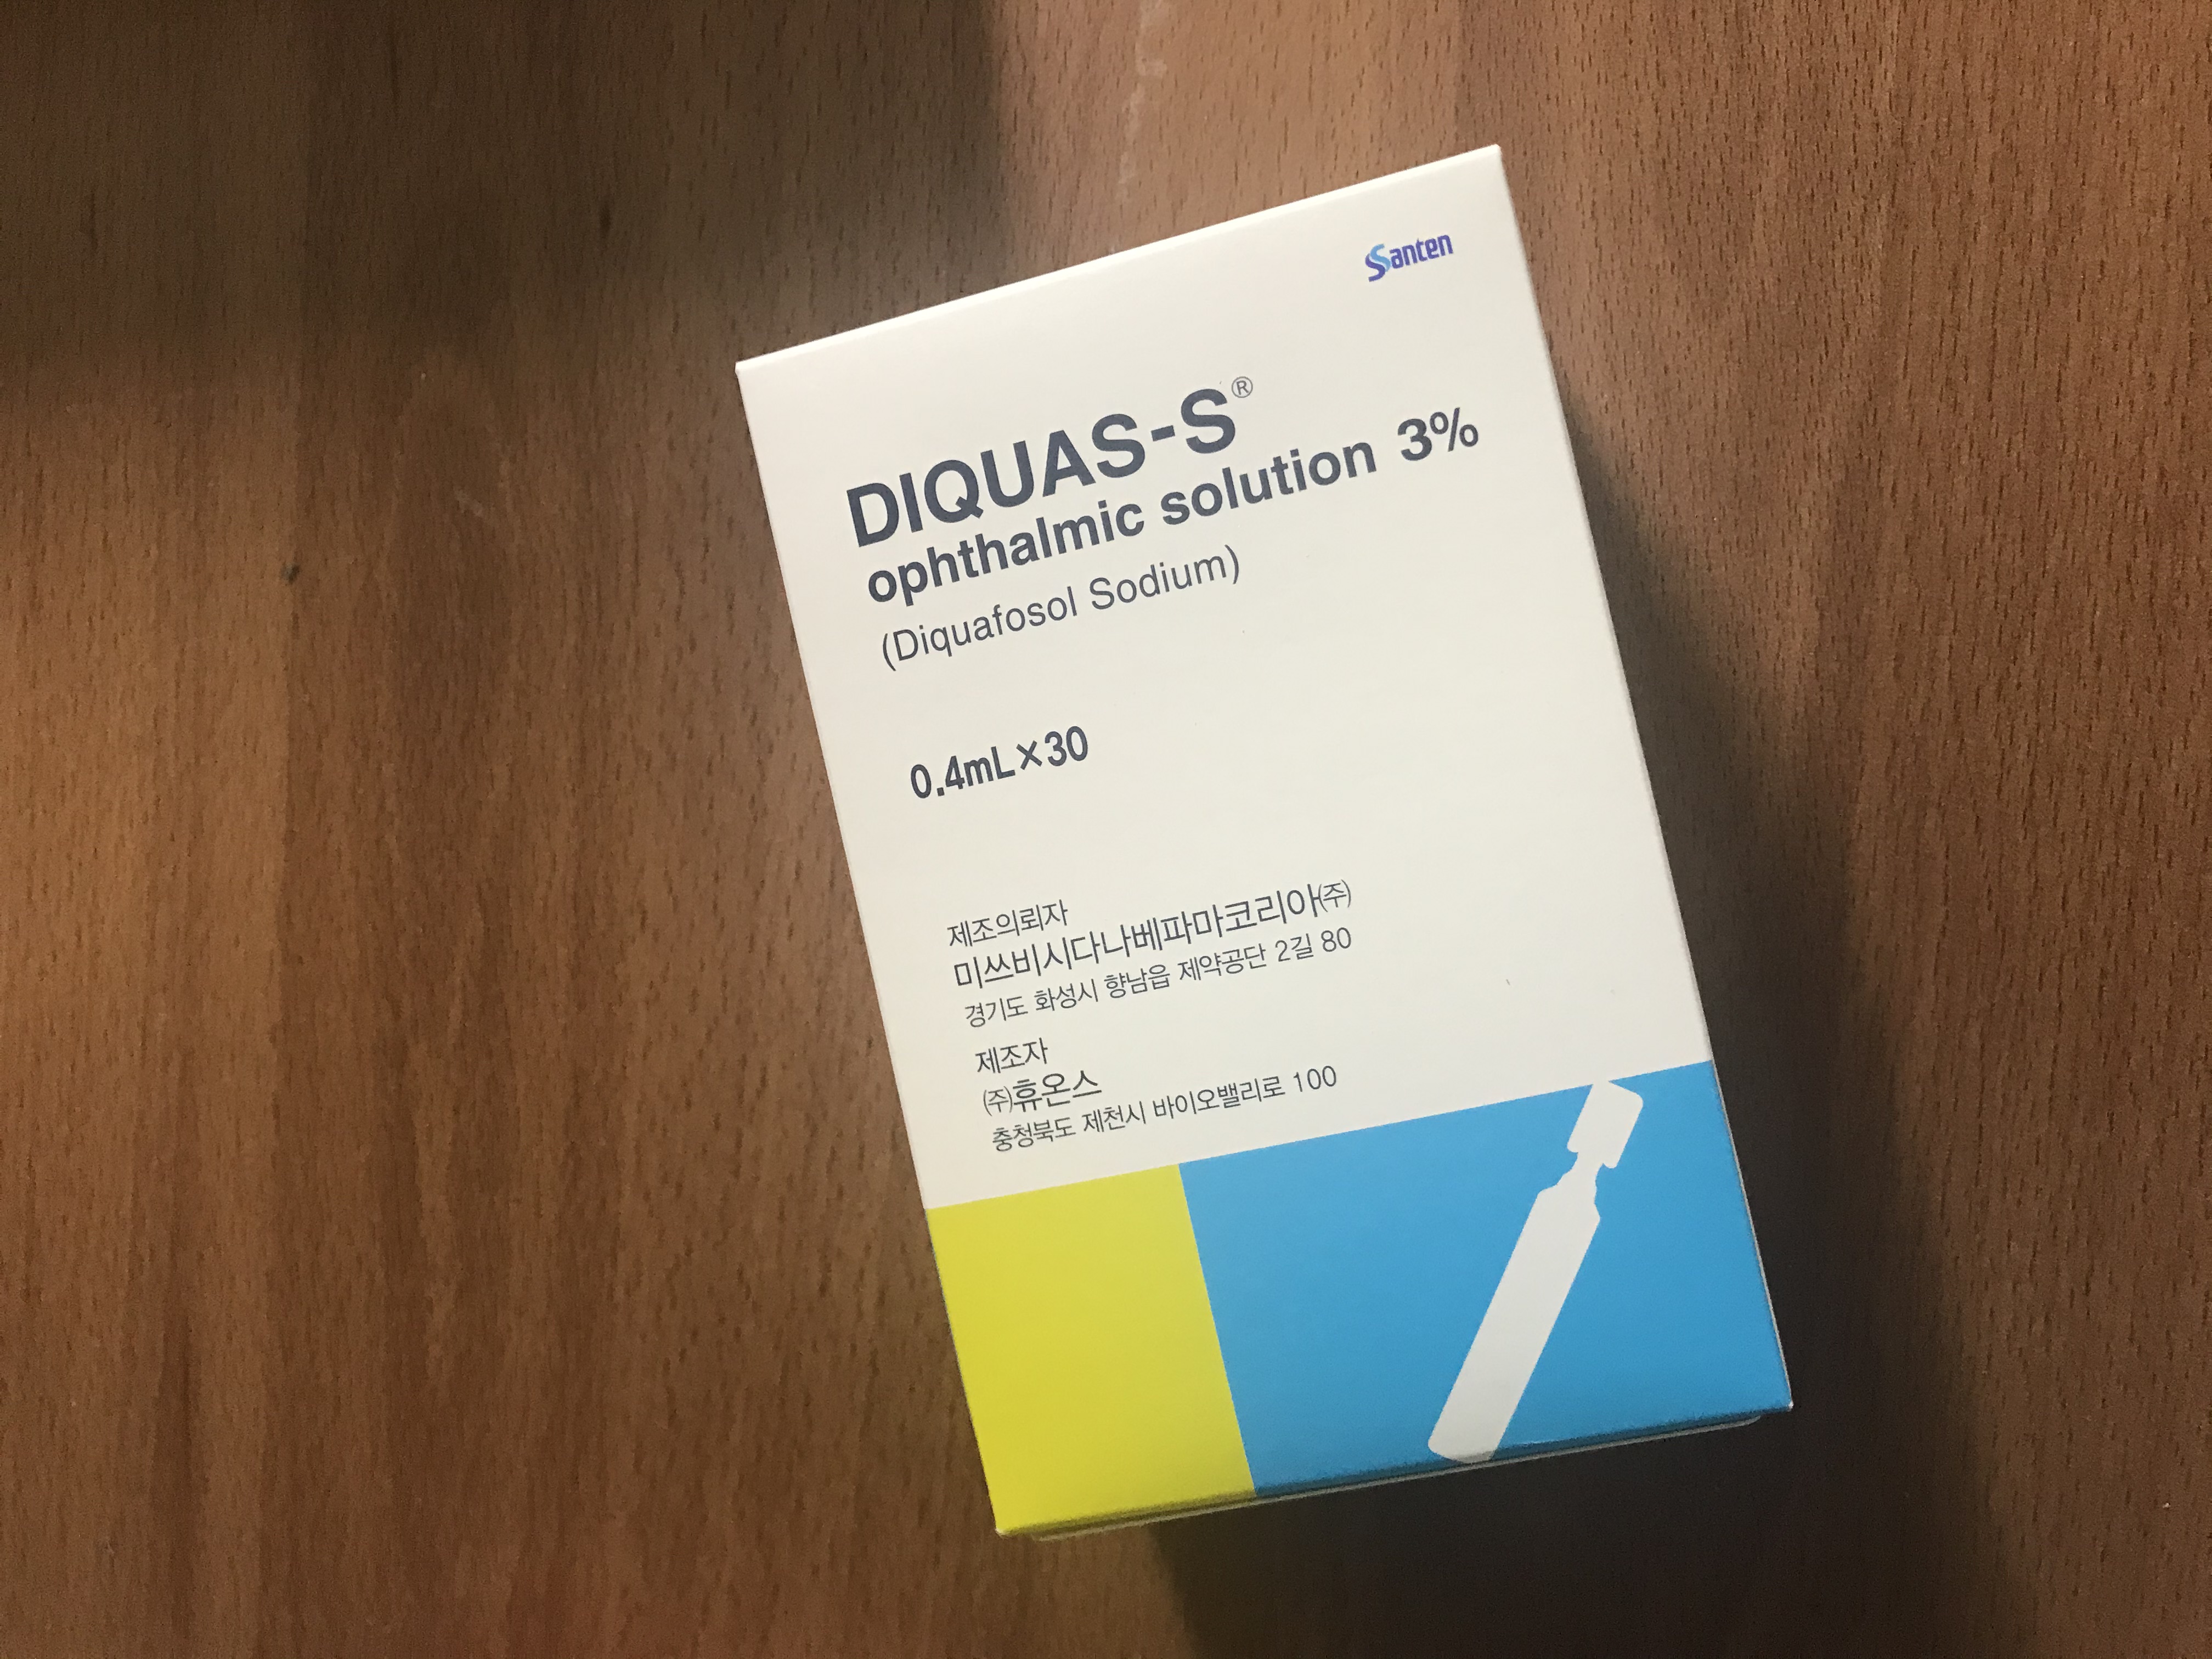 Santen
DIQUAS-S®
ophthalmic solution 3%
(Diquafosol Sodium)
0.4mL×30
제조의뢰자
미쓰비시다나베파마코리아(주)
경기도 화성시 향남읍 제약공단 2길 80
제조자
(주)휴온스
충청북도 제천시 바이오밸리로 100